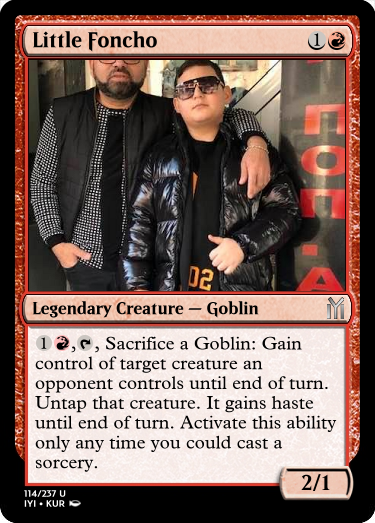 Little Foncho 1
ПОП.А
02
Legendary Creature — Goblin
1 , , Sacrifice a Goblin: Gain
control of target creature an
opponent controls until end of turn.
Untap that creature. It gains haste
until end of turn. Activate this ability
only any time you could cast a
sorcery.
2/1
114/237 U
IYI • KUR